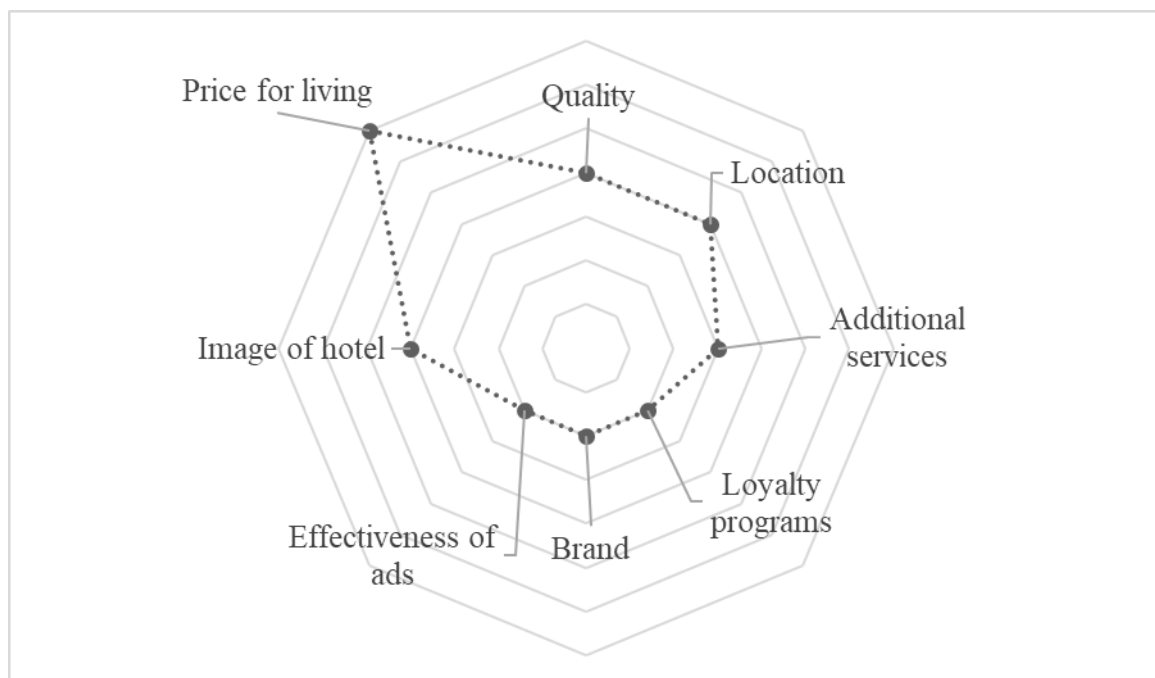 Price for living
Quality
Location
Additional
services
Image of hotel
Loyalty
programs
Effectiveness of
ads
Brand